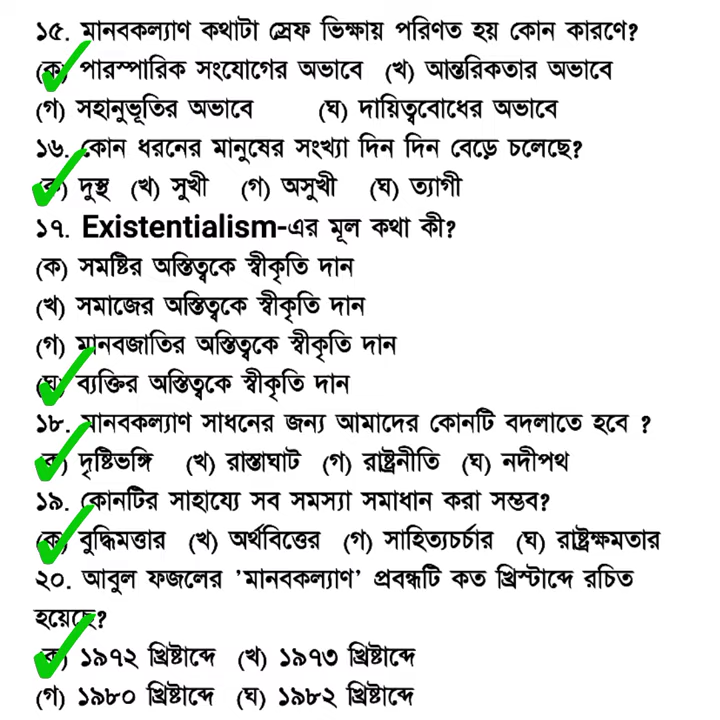 ১৫. মানবকল্যাণ কথাটা স্রেফ ভিক্ষায় পরিণত হয় কোন কারণে?
(ক) পারস্পারিক সংযোগের অভাবে (খ) আন্তরিকতার অভাবে
(গ) সহানুভূতির অভাবে (ঘ) দায়িত্ববোধের অভাবে
১৬. কোন ধরনের মানুষের সংখ্যা দিন দিন বেড়ে চলেছে?
(ক) দুস্থ (খ) সুখী (গ) অসুখী (ঘ) ত্যাগী
১৭. Existentialism-এর মূল কথা কী?
(ক) সমষ্টির অস্তিত্বকে স্বীকৃতি দান
(খ) সমাজের অস্তিত্বকে স্বীকৃতি দান
(গ) মানবজাতির অস্তিত্বকে স্বীকৃতি দান
(ঘ) ব্যক্তির অস্তিত্বকে স্বীকৃতি দান
১৮. মানবকল্যাণ সাধনের জন্য আমাদের কোনটি বদলাতে হবে ?
(ক) দৃষ্টিভঙ্গি (খ) রাস্তাঘাট (গ) রাষ্ট্রনীতি (ঘ) নদীপথ
১৯. কোনটির সাহায্যে সব সমস্যা সমাধান করা সম্ভব?
(ক) বুদ্ধিমত্তার (খ) অর্থবিত্তের (গ) সাহিত্যচর্চার (ঘ) রাষ্ট্রক্ষমতার
২০. আবুল ফজলের 'মানবকল্যাণ' প্রবন্ধটি কত খ্রিস্টাব্দে রচিত
হয়েছে?
(ক) ১৯৭২ খ্রিষ্টাব্দে (খ) ১৯৭৩ খ্রিষ্টাব্দে
(গ) ১৯৮০ খ্রিষ্টাব্দে (ঘ) ১৯৮২ খ্রিষ্টাব্দে